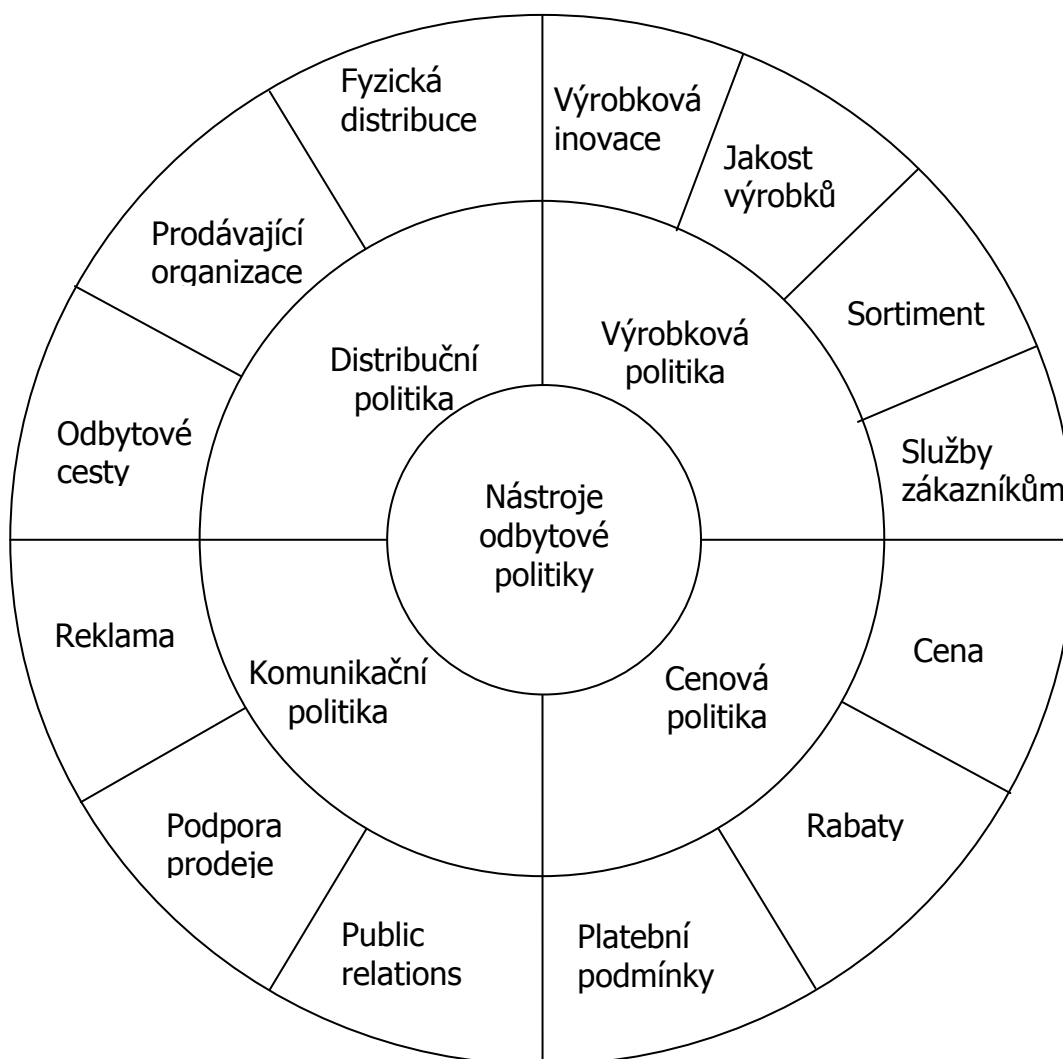 Fyzická
distribuce
Výrobková
inovace
Jakost
výrobků
Prodávající
organizace
Sortiment
Distribuční
politika
Výrobková
politika
Odbytové
cesty
Služby
zákazníkům
Nástroje
odbytové
politiky
Reklama
Komunikační
politika
Cenová
politika
Cena
Podpora
prodeje
Rabaty
Public
relations
Platební
podmínky